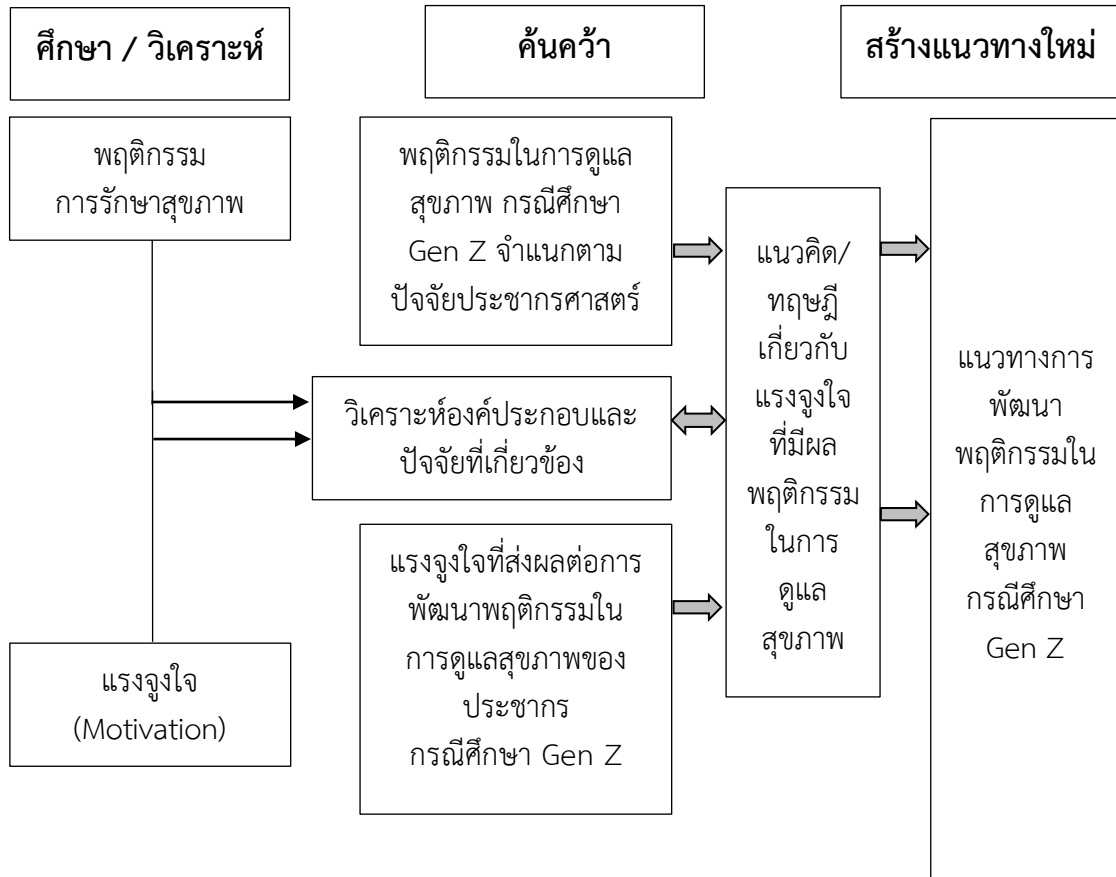 ศึกษา / วิเคราะห์
ค้นคว้า
สร้างแนวทางใหม่
พฤติกรรม
การรักษาสุขภาพ
แรงจูงใจ
(Motivation)
พฤติกรรมในการดูแล
สุขภาพ กรณีศึกษา
Gen Z จำแนกตาม
ปัจจัยประชากรศาสตร์
วิเคราะห์องค์ประกอบและ
ปัจจัยที่เกี่ยวข้อง
แรงจูงใจที่ส่งผลต่อการ
พัฒนาพฤติกรรมใน
การดูแลสุขภาพของ
ประชากร
กรณีศึกษา Gen Z
แนวคิด/
ทฤษฎี
เกี่ยวกับ
แรงจูงใจ
ที่มีผล
พฤติกรรม
ในการ
ดูแล
สุขภาพ
แนวทางการ
พัฒนา
พฤติกรรมใน
การดูแล
สุขภาพ
กรณีศึกษา
Gen Z